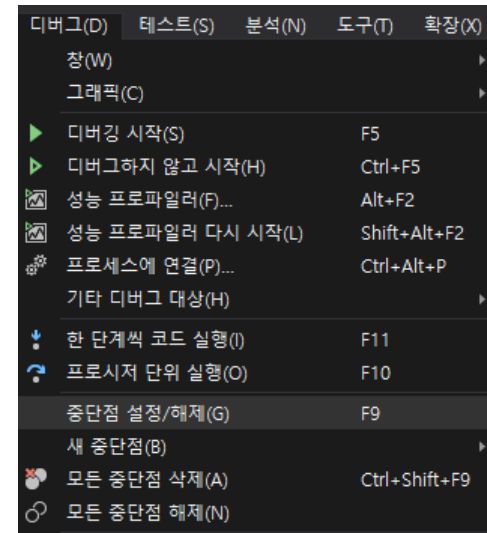 디버그(D) 테스트(S) 분석(N) 도구(T) 확장(X)
창(W)
그래픽(C)
디버깅 시작(S) F5
디버그하지 않고 시작(H) Ctrl+F5
성능 프로파일러(F)... Alt+F2
성능 프로파일러 다시 시작(L) Shift+Alt+F2
프로세스에 연결(P)... Ctrl+Alt+P
기타 디버그 대상(H)
한 단계씩 코드 실행(I) F11
프로시저 단위 실행(O) F10
중단점 설정/해제(G) F9
새 중단점(B)
모든 중단점 삭제(A) Ctrl+Shift+F9
모든 중단점 해제(N)